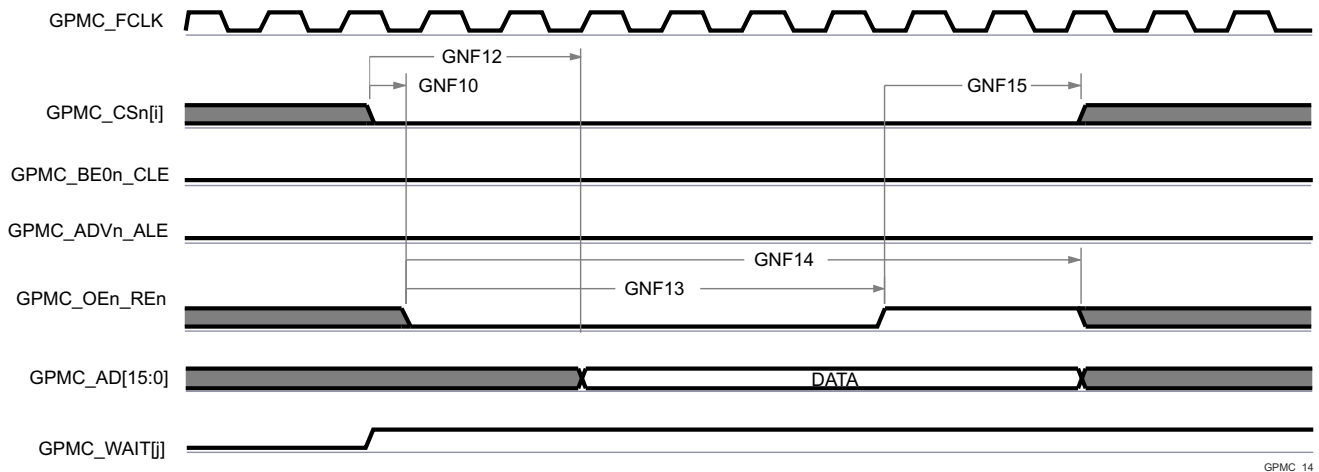 GPMC_FCLK
GNF12
GNF10
GNF15
GPMC_CSn[i]
GPMC_BE0n_CLE
GPMC_ADVn_ALE
GNF14
GNF13
GPMC_OEn_REn
GPMC_AD[15:0]
DATA
GPMC_WAIT[j]
GPMC_14